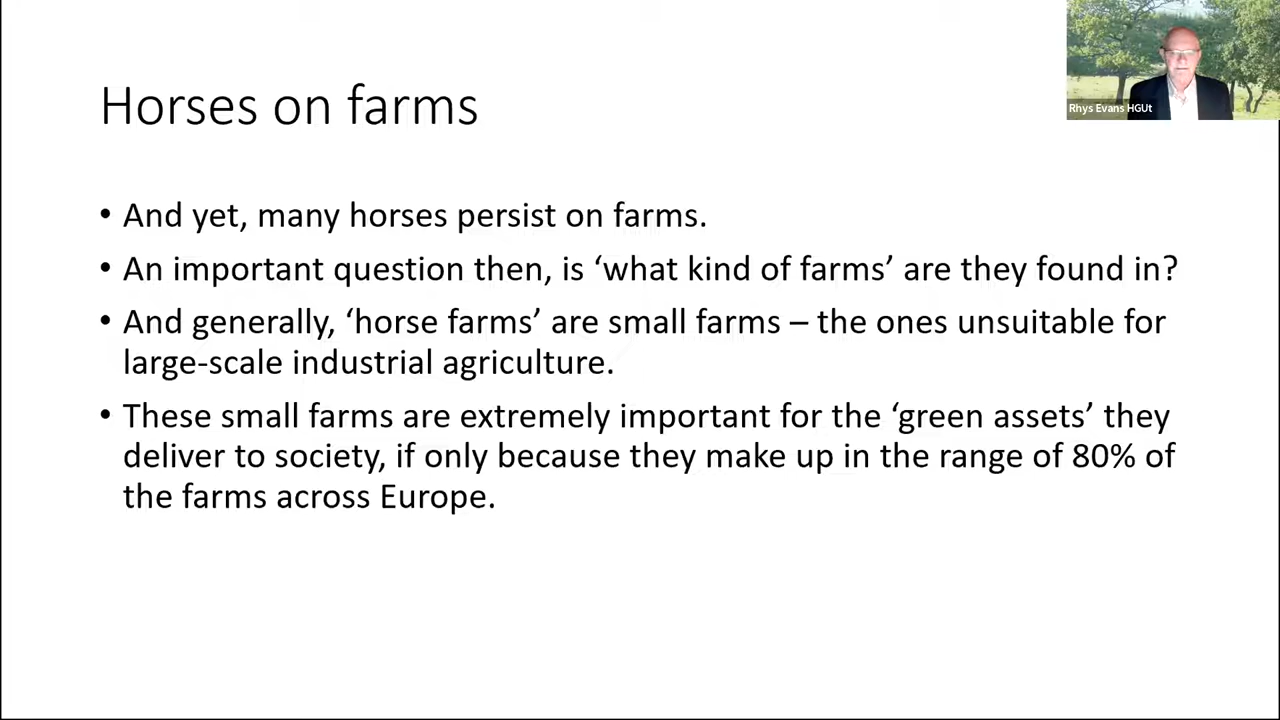 Rhys Evans HGUt
Horses on farms
• And yet, many horses persist on farms.
• An important question then, is ‘what kind of farms’ are they found in?
• And generally, ‘horse farms’ are small farms – the ones unsuitable for
large-scale industrial agriculture.
• These small farms are extremely important for the ‘green assets’ they
deliver to society, if only because they make up in the range of 80% of
the farms across Europe.